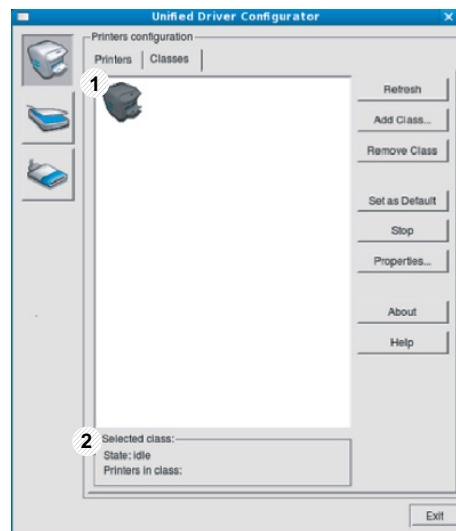 Unified Driver Configurator
Printers configuration
Printers
Classes
1
Refresh
Add Class...
Remove Class
Set as Default
Stop
Properties...
About
Help
2
Selected class:
State: idle
Printers in class:
Exit